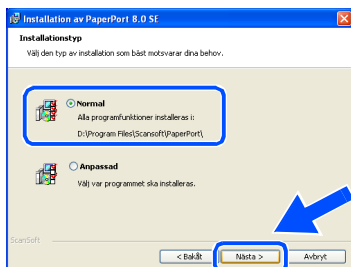 Installation av PaperPort 8.0 SE
Installationstyp
Välj den typ av installation som bäst motsvarar dina behov.
Normal
Alla programfunktioner installeras i:
D:\Program Files\Scansoft\PaperPort\
Anpassad
Välj var programmet ska installeras.
ScanSoft
< Bakåt Nästa > Avbryt